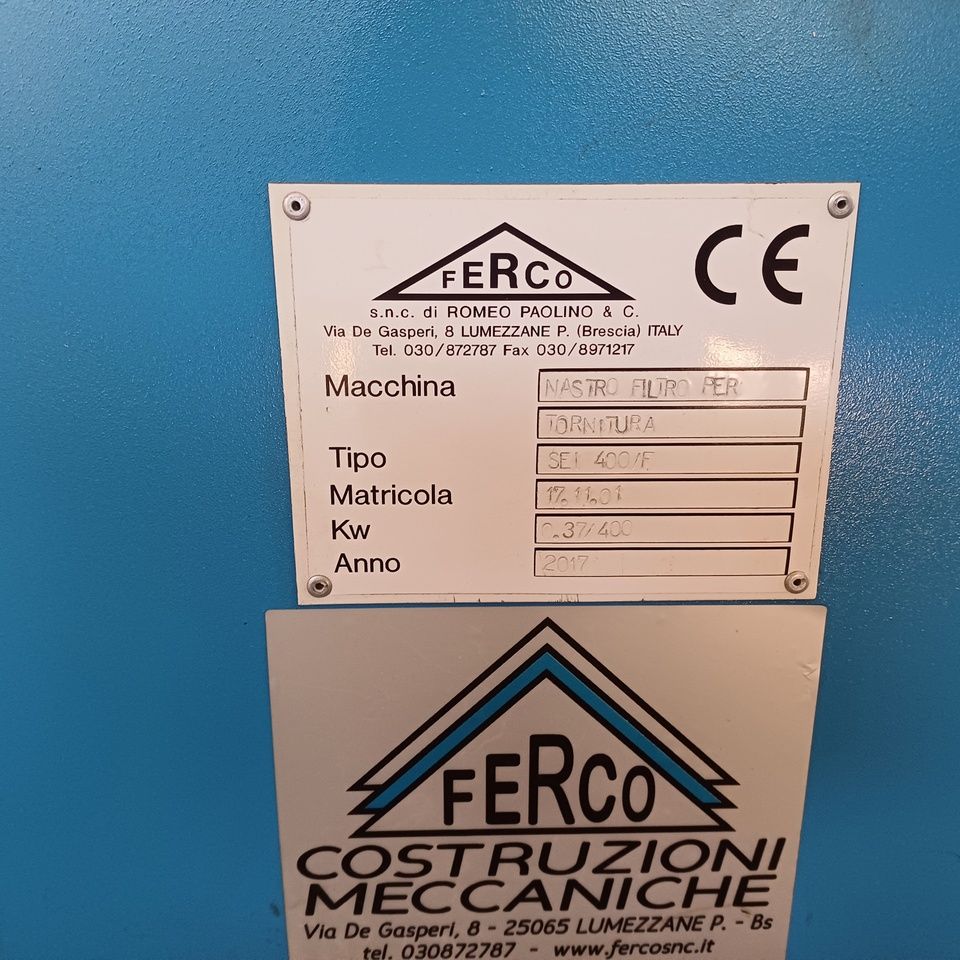 FERCO
CE
s.n.c. di ROMEO PAOLINO & C.
Via De Gasperi, 8 LUMEZZANE P. (Brescia) ITALY
Tel. 030/872787 Fax 030/8971217
Macchina NASTRO FILTRO PER
TORNITURA
Tipo SEI 400/F
Matricola 17.11.01
Kw 0.37/400
Anno 2017
FERCO
COSTRUZIONI
MECCANICHE
Via De Gasperi, 8 - 25065 LUMEZZANE P. - Bs
tel. 030872787 - www.fercosnc.it